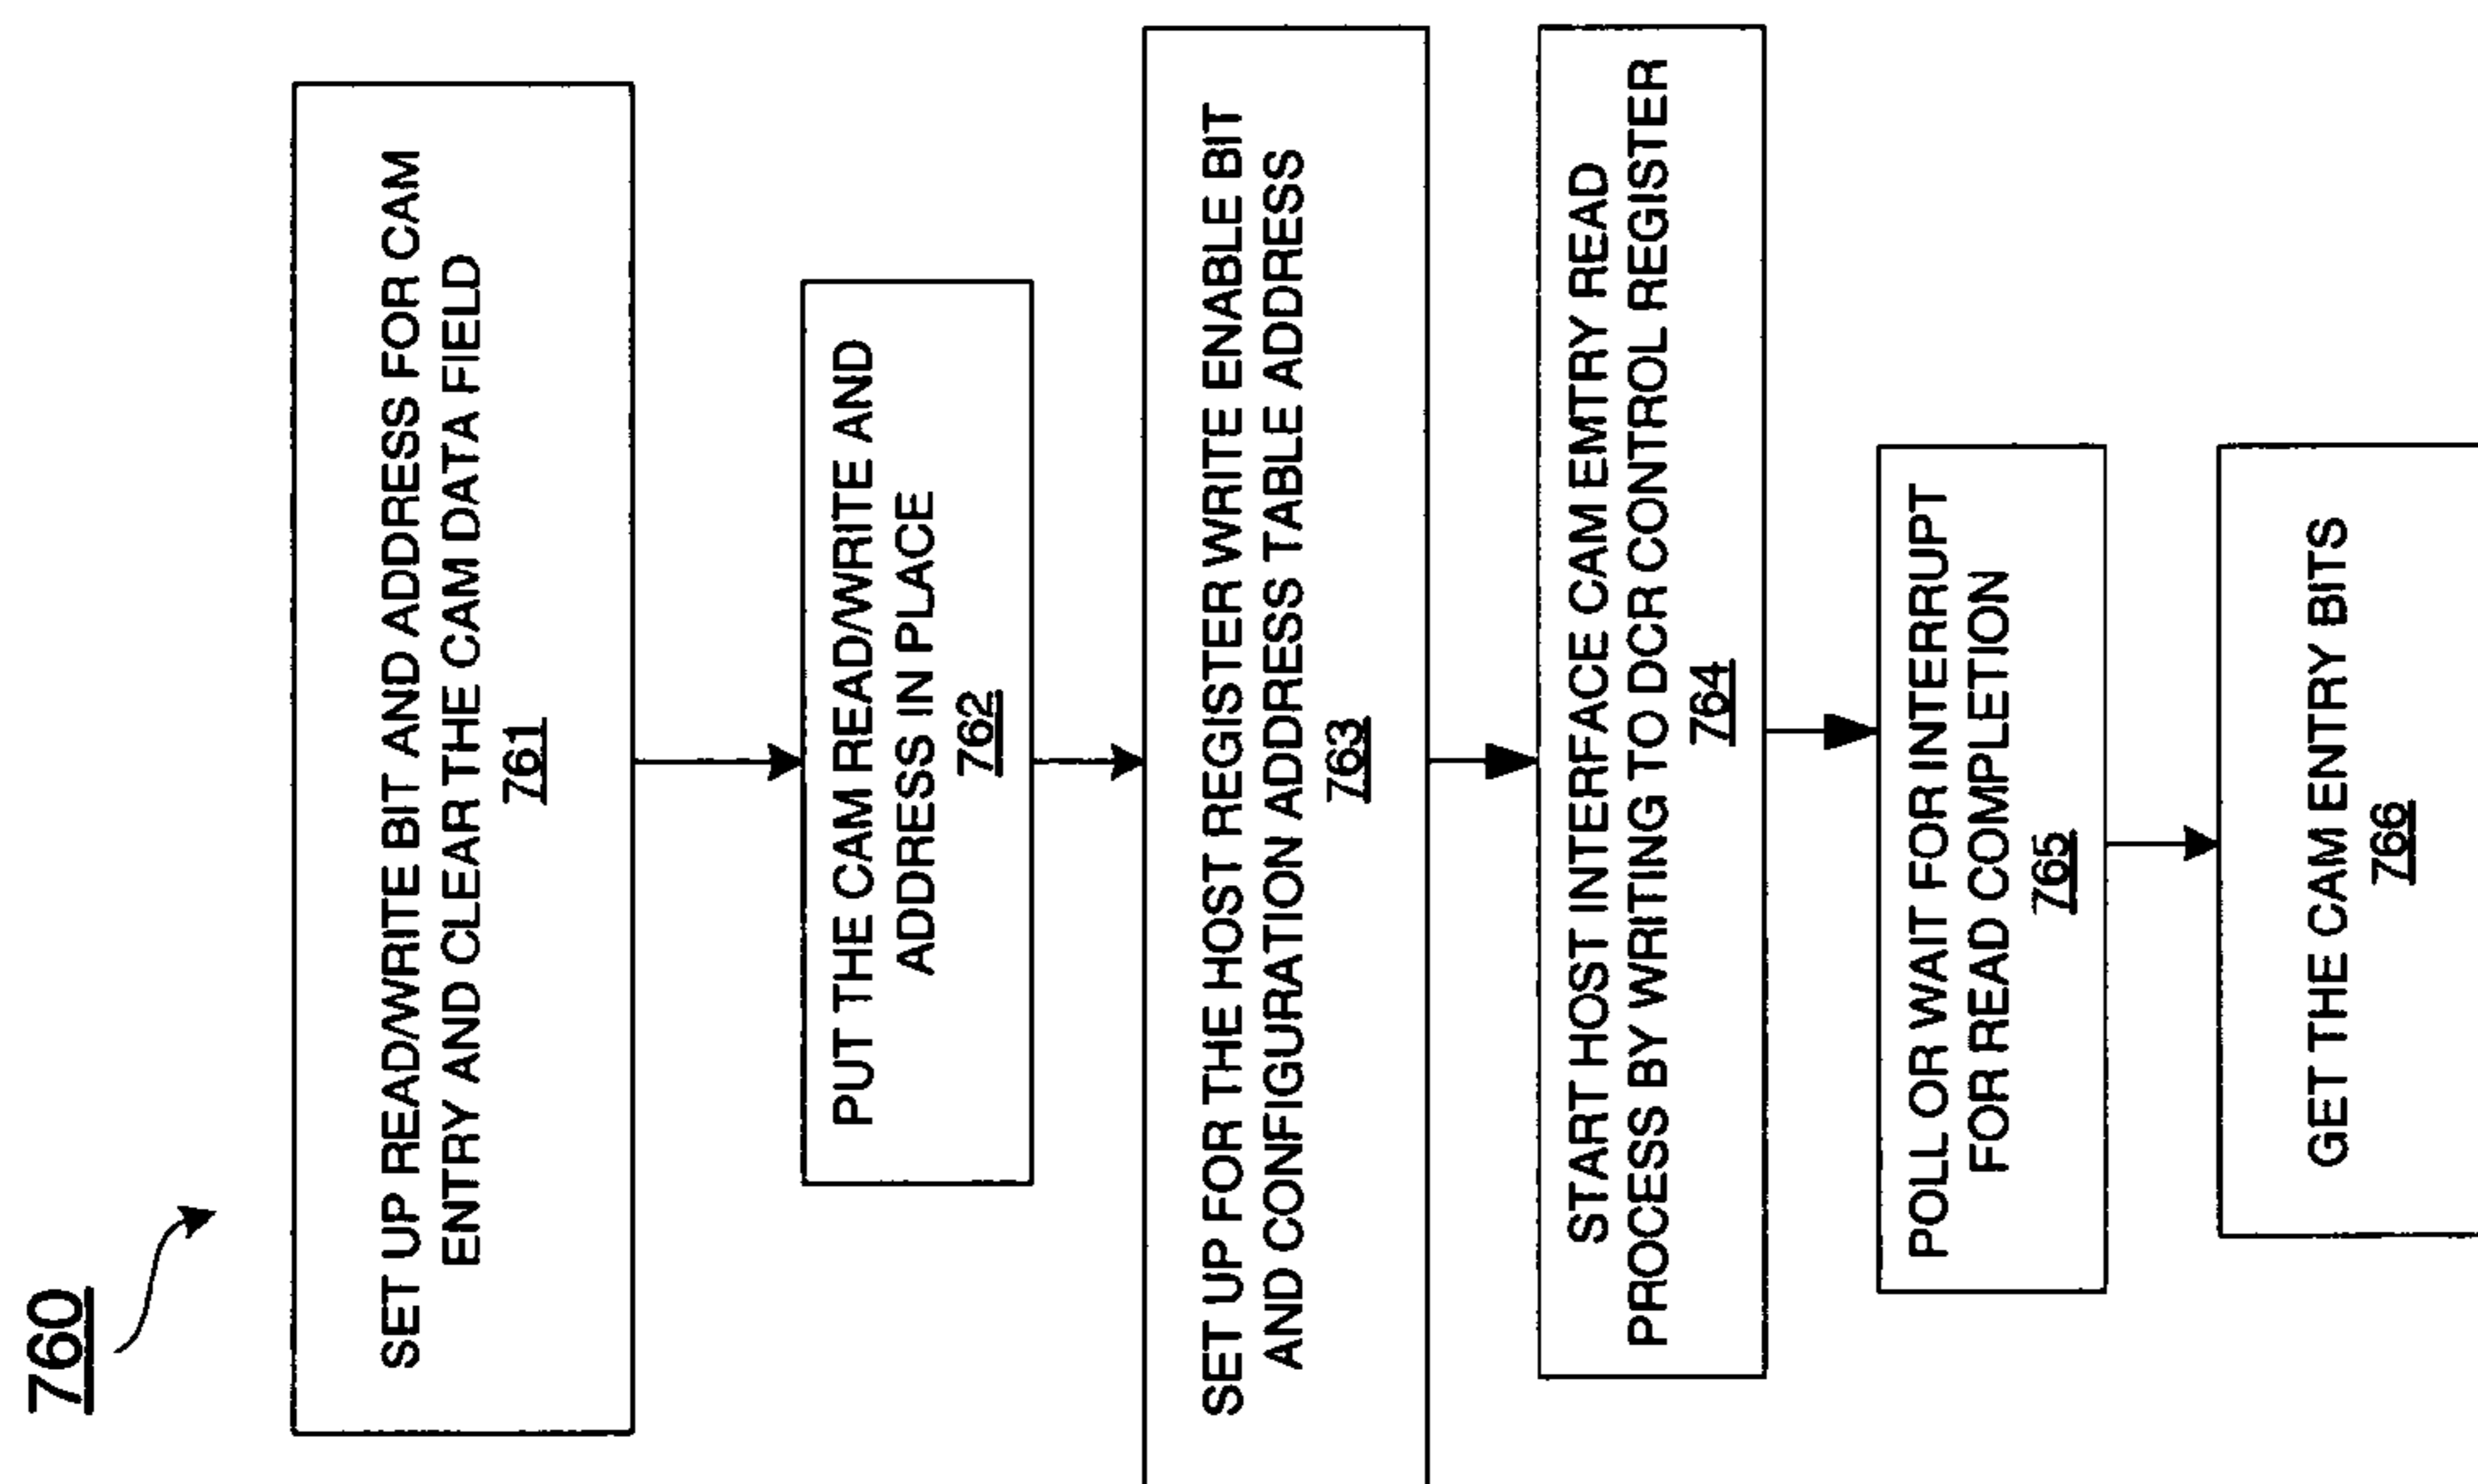 760
SET UP READ/WRITE BIT AND ADDRESS FOR CAM
ENTRY AND CLEAR THE CAM DATA FIELD
761
PUT THE CAM READ/WRITE AND
ADDRESS IN PLACE
762
SET UP FOR THE HOST REGISTER WRITE ENABLE BIT
AND CONFIGURATION ADDRESS TABLE ADDRESS
763
START HOST INTERFACE CAM EMTRY READ
PROCESS BY WRITING TO DCR CONTROL REGISTER
764
POLL OR WAIT FOR INTERRUPT
FOR READ COMPLETION
765
GET THE CAM ENTRY BITS
766